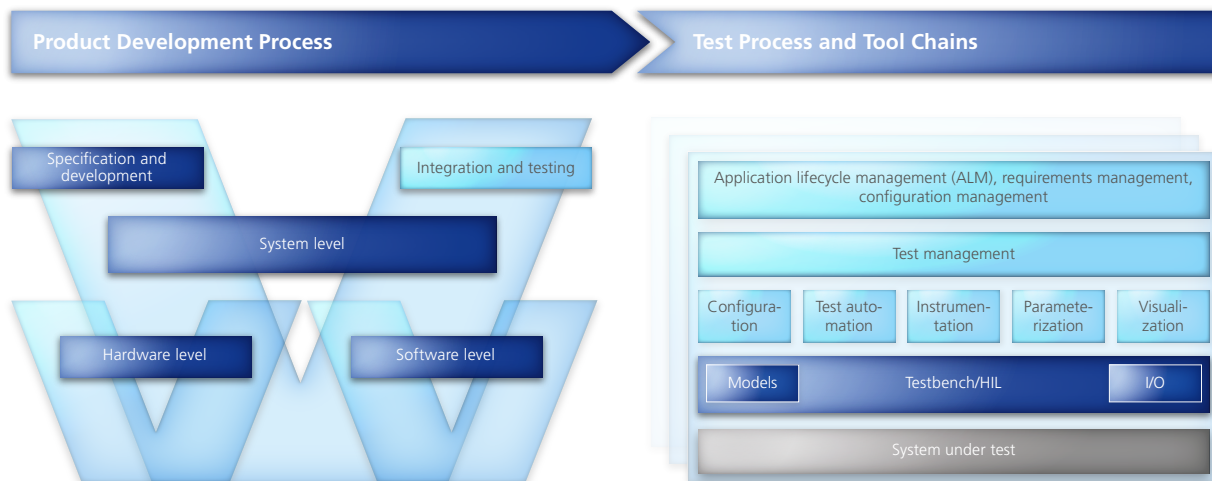 Product Development Process
Test Process and Tool Chains
Specification and
development
Integration and testing
System level
Hardware level
Software level
Application lifecycle management (ALM), requirements management,
configuration management
Test management
Configura-
tion
Test auto-
mation
Instrumen-
tation
Paramete-
rization
Visuali-
zation
Models
Testbench/HIL
I/O
System under test